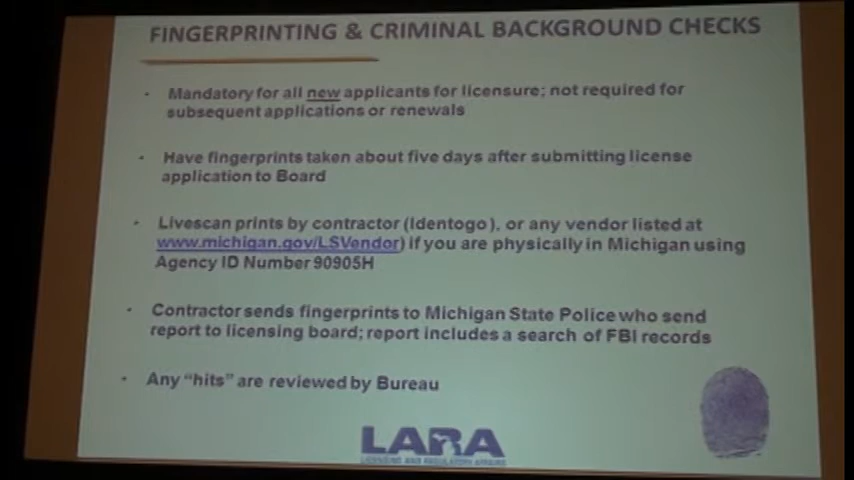 FINGERPRINTING & CRIMINAL BACKGROUND CHECKS
· Mandatory for all new applicants for licensure; not required for
subsequent applications or renewals
· Have fingerprints taken about five days after submitting license
application to Board
· Livescan prints by contractor (Identogo), or any vendor listed at
www.michigan.gov/LSVendor) if you are physically in Michigan using
Agency ID Number 90905H
· Contractor sends fingerprints to Michigan State Police who send
report to licensing board; report includes a search of FBI records
· Any “hits” are reviewed by Bureau
LARA
LICENSING AND REGULATORY AFFAIRS